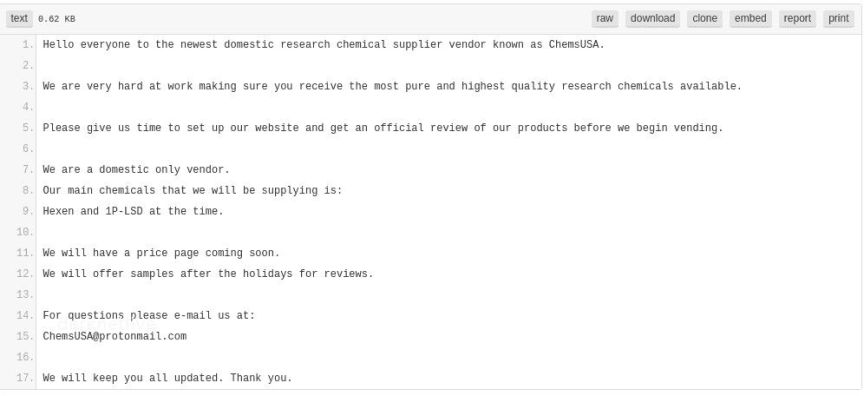 text 0.62 KB raw download clone embed report print
1. Hello everyone to the newest domestic research chemical supplier vendor known as ChemsUSA.
2.
3. We are very hard at work making sure you receive the most pure and highest quality research chemicals available.
4.
5. Please give us time to set up our website and get an official review of our products before we begin vending.
6.
7. We are a domestic only vendor.
8. Our main chemicals that we will be supplying is:
9. Hexen and 1P-LSD at the time.
10.
11. We will have a price page coming soon.
12. We will offer samples after the holidays for reviews.
13.
14. For questions please e-mail us at:
15. ChemsUSA@protonmail.com
16.
17. We will keep you all updated. Thank you.